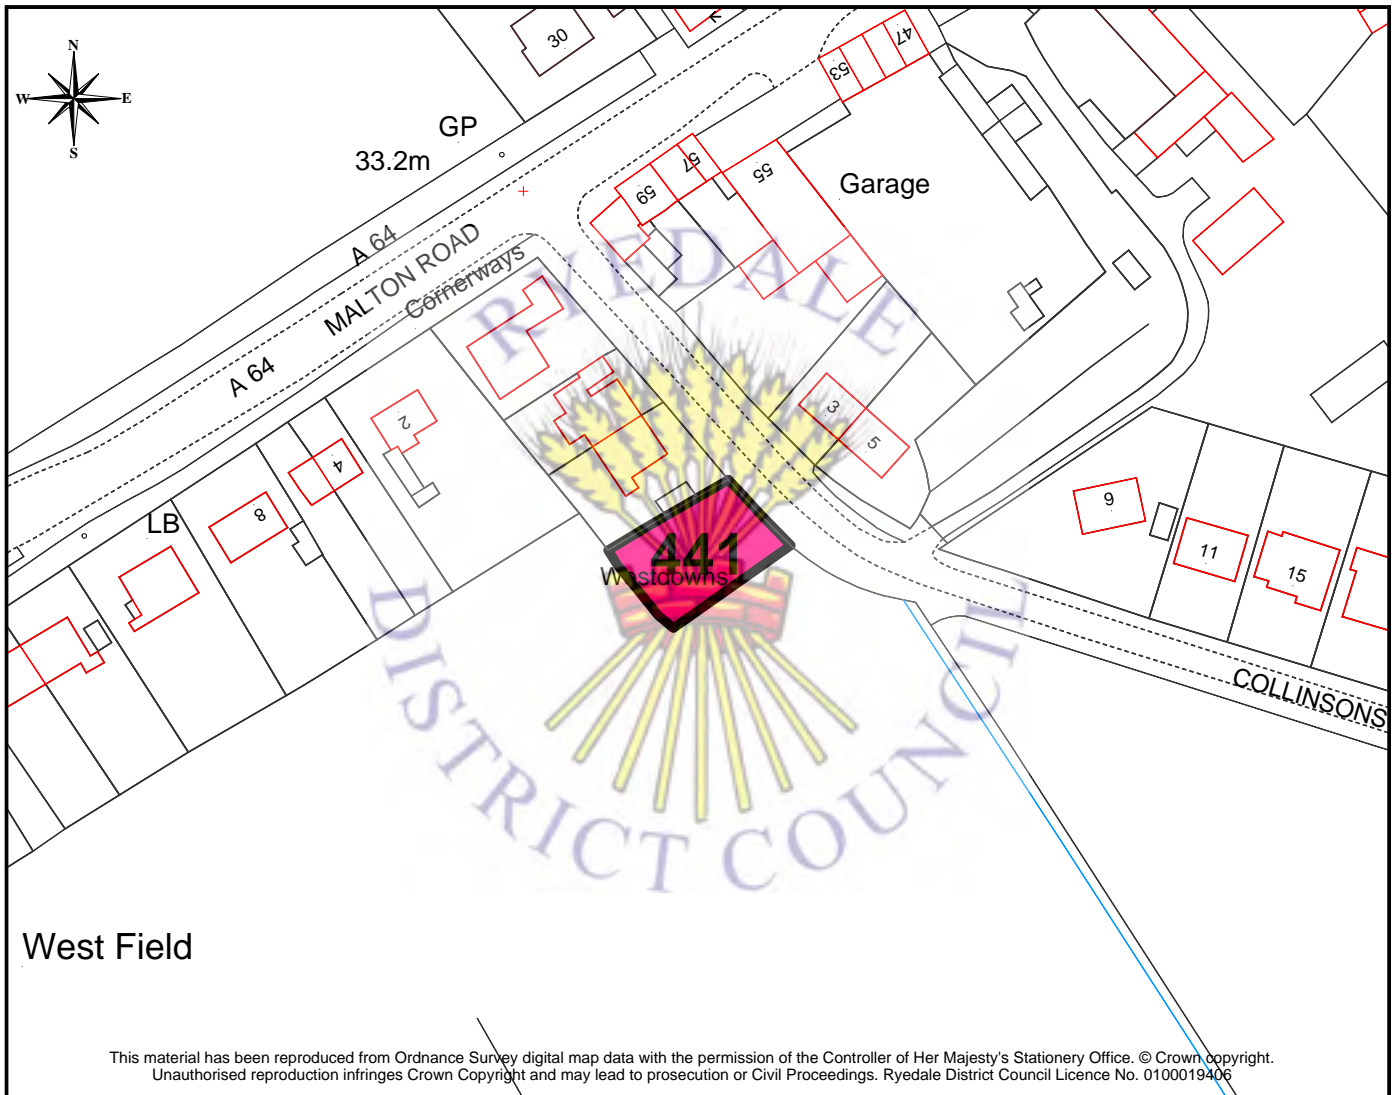 N
W E
S
30
47
53
GP
33.2m
57
59
55
Garage
A 64
MALTON ROAD
Cornerways
A 64
RYEDALE
2
3
5
4
8
LB
9
11
15
441
Westdowns
COLLINSONS
DISTRICT COUNCIL
West Field
This material has been reproduced from Ordnance Survey digital map data with the permission of the Controller of Her Majesty's Stationery Office. © Crown copyright.
Unauthorised reproduction infringes Crown Copyright and may lead to prosecution or Civil Proceedings. Ryedale District Council Licence No. 0100019406